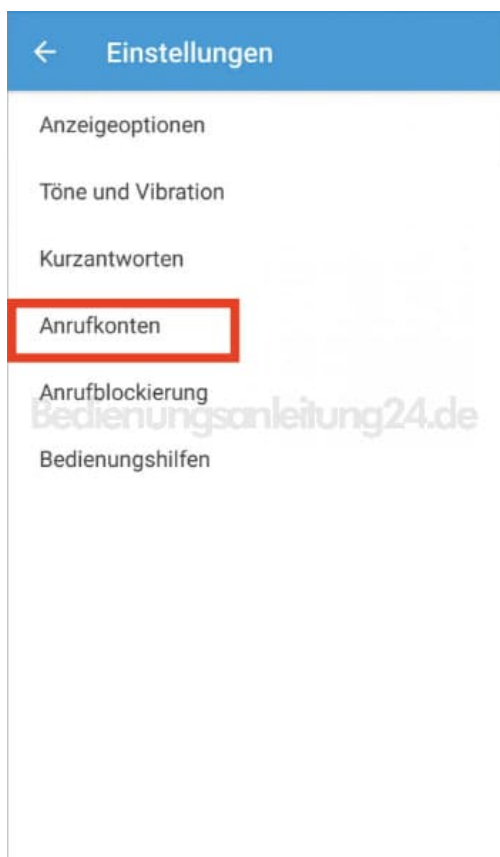 Einstellungen
Anzeigeoptionen
Töne und Vibration
Kurzantworten
Anrufkonten
Anrufblockierung
Bedienungsanleitung24.de
Bedienungshilfen